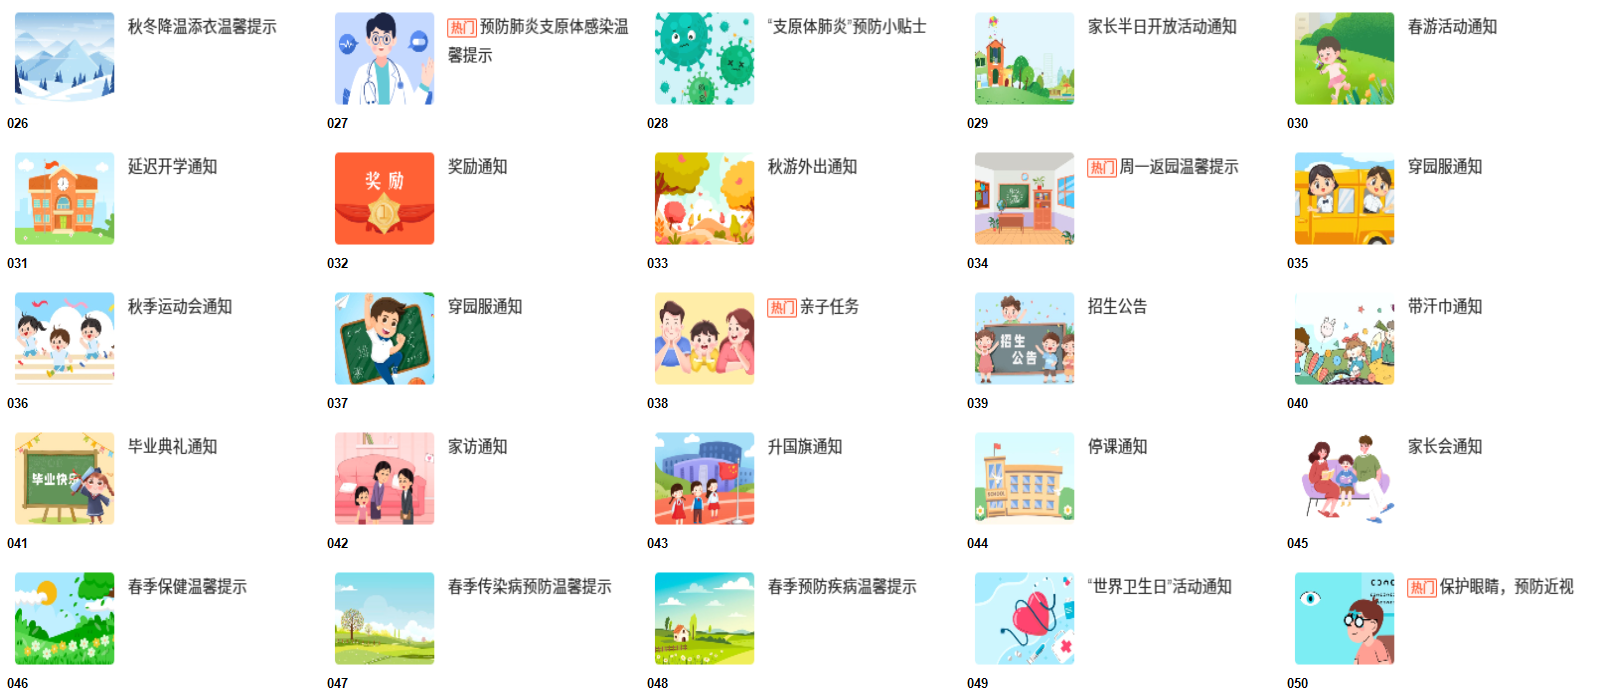 秋冬降温添衣温馨提示
热门 预防肺炎支原体感染温
馨提示
“支原体肺炎”预防小贴士
家长半日开放活动通知
春游活动通知
026
027
028
029
030
延迟开学通知
奖励
奖励通知
秋游外出通知
热门 周一返园温馨提示
穿园服通知
031
032
033
034
035
秋季运动会通知
穿园服通知
热门 亲子任务
招生
公告
招生公告
带汗巾通知
036
037
038
039
040
毕业快乐
毕业典礼通知
家访通知
升国旗通知
SCHOOL
停课通知
家长会通知
041
042
043
044
045
春季保健温馨提示
春季传染病预防温馨提示
春季预防疾病温馨提示
“世界卫生日”活动通知
热门 保护眼睛，预防近视
046
047
048
049
050